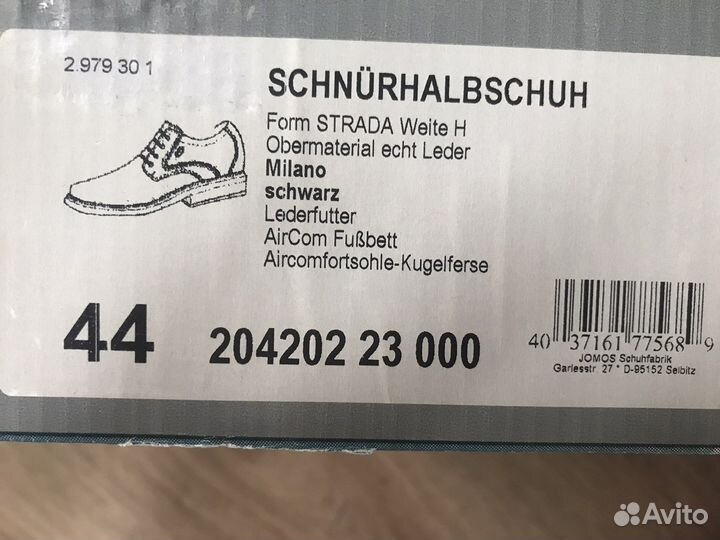 2.979 30 1
SCHNÜRHALBSCHUH
Form STRADA Weite H
Obermaterial echt Leder
Milano
schwarz
Lederfutter
AirCom Fußbett
Aircomfortsohle-Kugelferse
44
204202 23 000
40 37161 77568 9
JOMOS Schuhfabrik
Garlesstr. 27 * D-95152 Selbitz
Avito